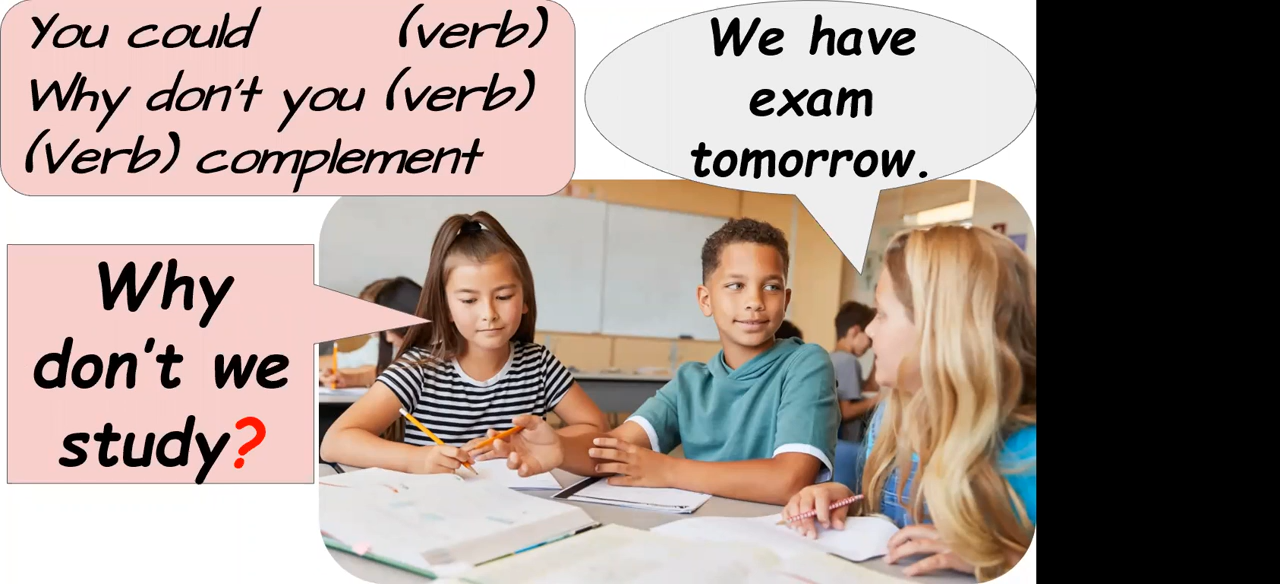 You could (verb)
Why don't you (verb)
(Verb) complement
We have
exam
tomorrow.
Why
don't we
study?